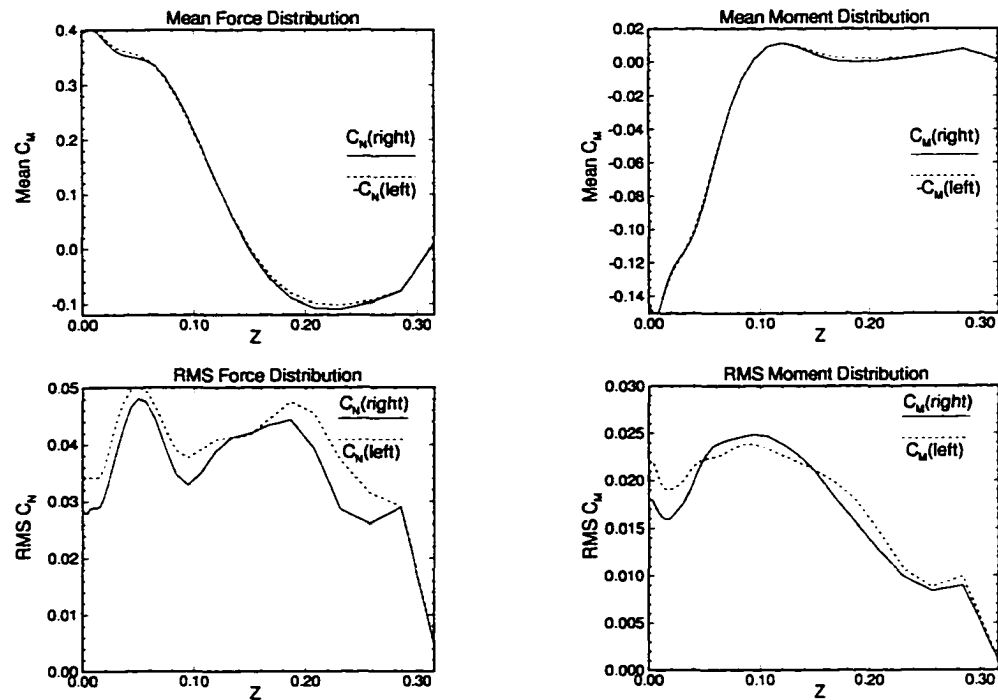 Mean Force Distribution
0.4
0.3
0.2
0.1
0.0
-0.1
Mean C_M
C_N(right)
-C_N(left)
0.00
0.10
0.20
0.30
Z
Mean Moment Distribution
0.02
0.00
-0.02
-0.04
-0.06
-0.08
-0.10
-0.12
-0.14
Mean C_M
C_M(right)
-C_M(left)
0.00
0.10
0.20
0.30
Z
RMS Force Distribution
0.05
0.04
0.03
0.02
0.01
0.00
RMS C_N
C_N(right)
C_N(left)
0.00
0.10
0.20
0.30
Z
RMS Moment Distribution
0.030
0.025
0.020
0.015
0.010
0.005
0.000
RMS C_M
C_M(right)
C_M(left)
0.00
0.10
0.20
0.30
Z